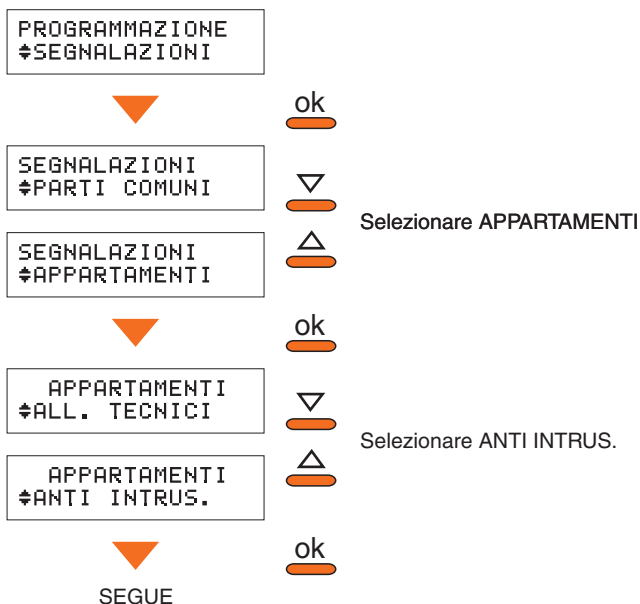 PROGRAMMAZIONE
SEGNALAZIONI
ok
SEGNALAZIONI
PARTI COMUNI
Selezionare APPARTAMENTI
SEGNALAZIONI
APPARTAMENTI
ok
APPARTAMENTI
ALL. TECNICI
Selezionare ANTI INTRUS.
APPARTAMENTI
ANTI INTRUS.
ok
SEGUE